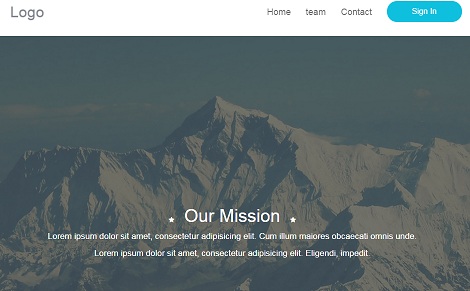 Logo Home team Contact Sign In
Our Mission
Lorem ipsum dolor sit amet, consectetur adipisicing elit. Cum illum maiores obcaecati omnis unde.
Lorem ipsum dolor sit amet, consectetur adipisicing elit. Eligendi, impedit.